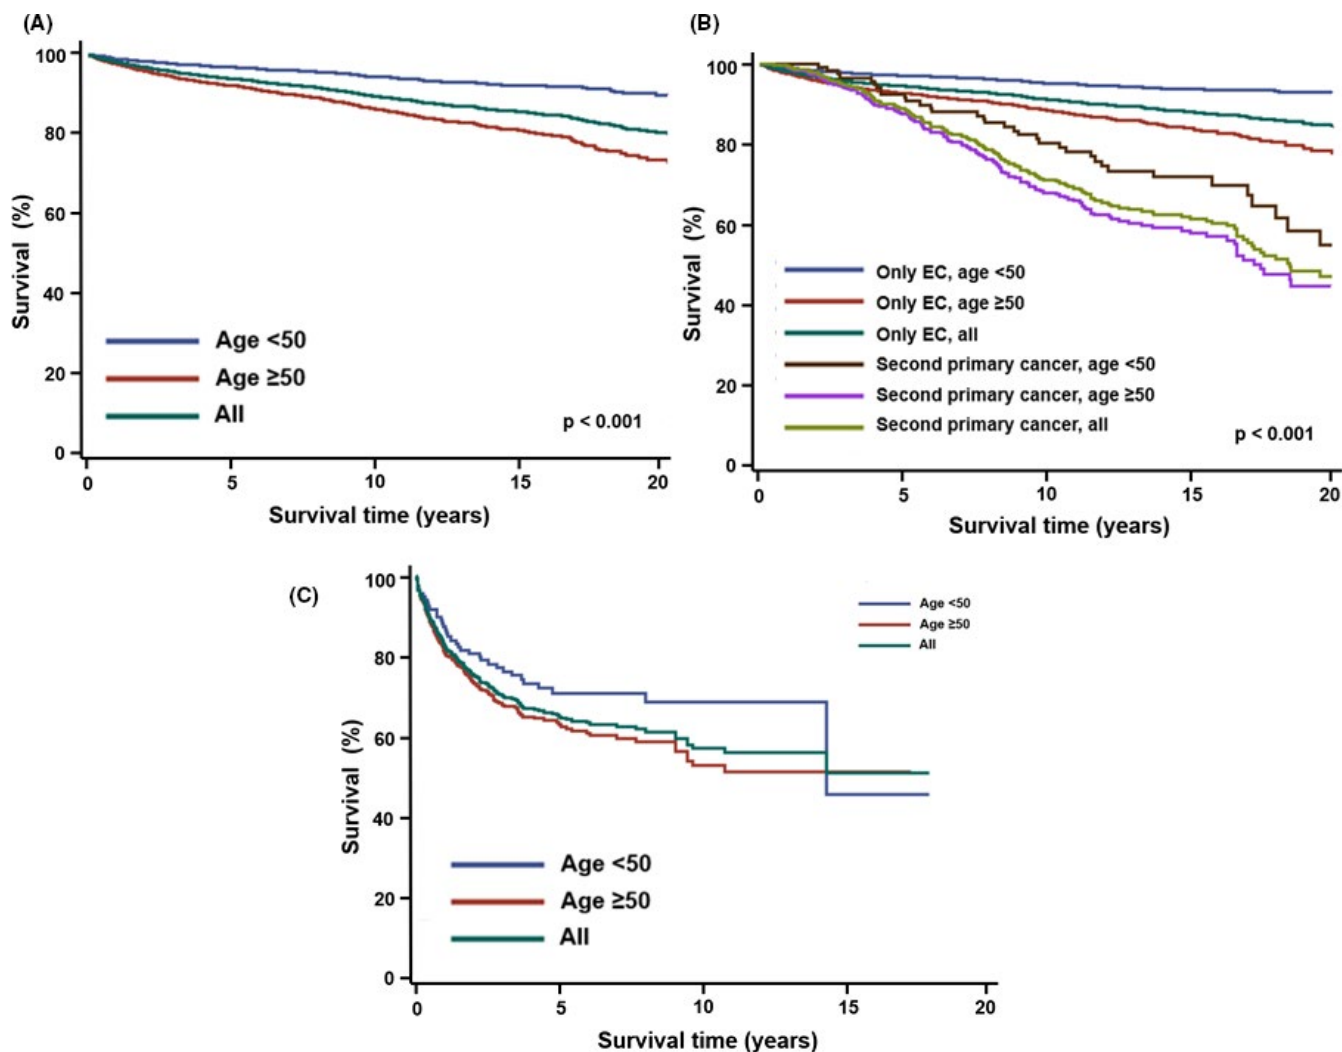 (A)
100
80
60
40
20
0
Survival (%)
Age <50
Age ≥50
All
p < 0.001
0 5 10 15 20
Survival time (years)
(B)
100
80
60
40
20
0
Survival (%)
Only EC, age <50
Only EC, age ≥50
Only EC, all
Second primary cancer, age <50
Second primary cancer, age ≥50
Second primary cancer, all
p < 0.001
0 5 10 15 20
Survival time (years)
(C)
100
80
60
40
20
0
Survival (%)
Age <50
Age ≥50
All
Age <50
Age ≥50
All
0 5 10 15 20
Survival time (years)